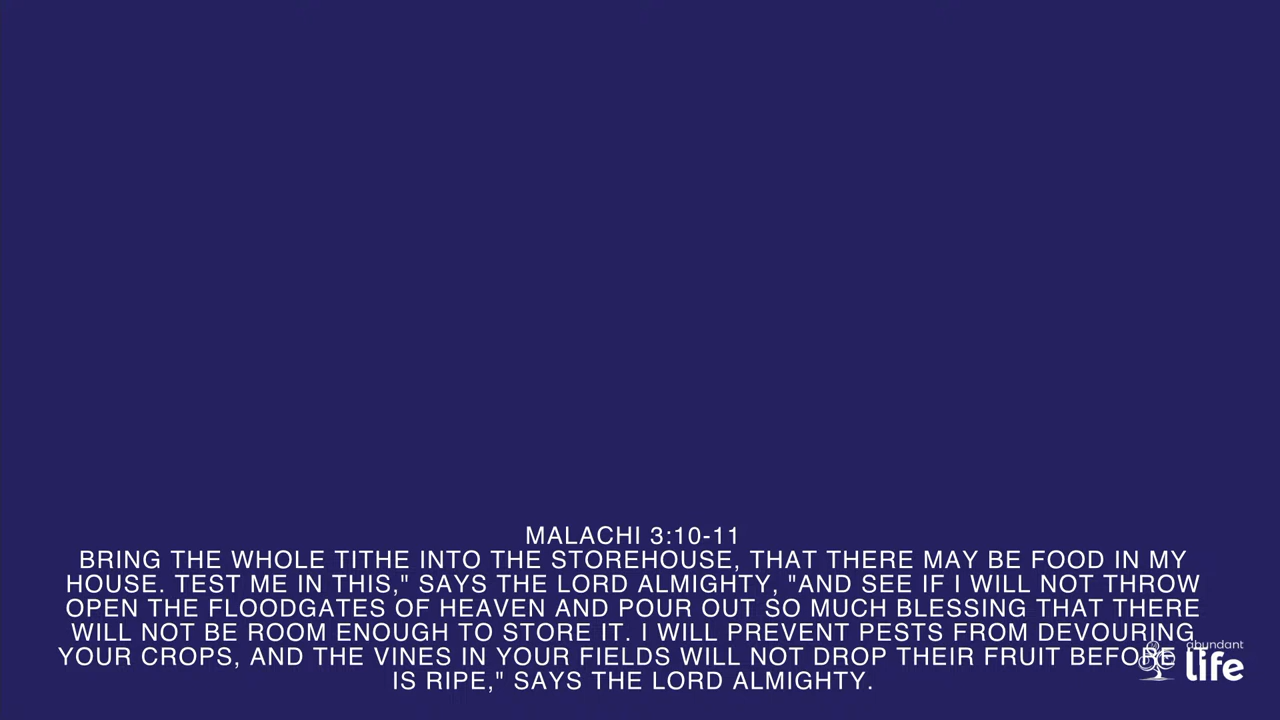 MALACHI 3:10-11
BRING THE WHOLE TITHE INTO THE STOREHOUSE, THAT THERE MAY BE FOOD IN MY
HOUSE. TEST ME IN THIS," SAYS THE LORD ALMIGHTY, "AND SEE IF I WILL NOT THROW
OPEN THE FLOODGATES OF HEAVEN AND POUR OUT SO MUCH BLESSING THAT THERE
WILL NOT BE ROOM ENOUGH TO STORE IT. I WILL PREVENT PESTS FROM DEVOURING
YOUR CROPS, AND THE VINES IN YOUR FIELDS WILL NOT DROP THEIR FRUIT BEFORE
IS RIPE," SAYS THE LORD ALMIGHTY.
abundant
life